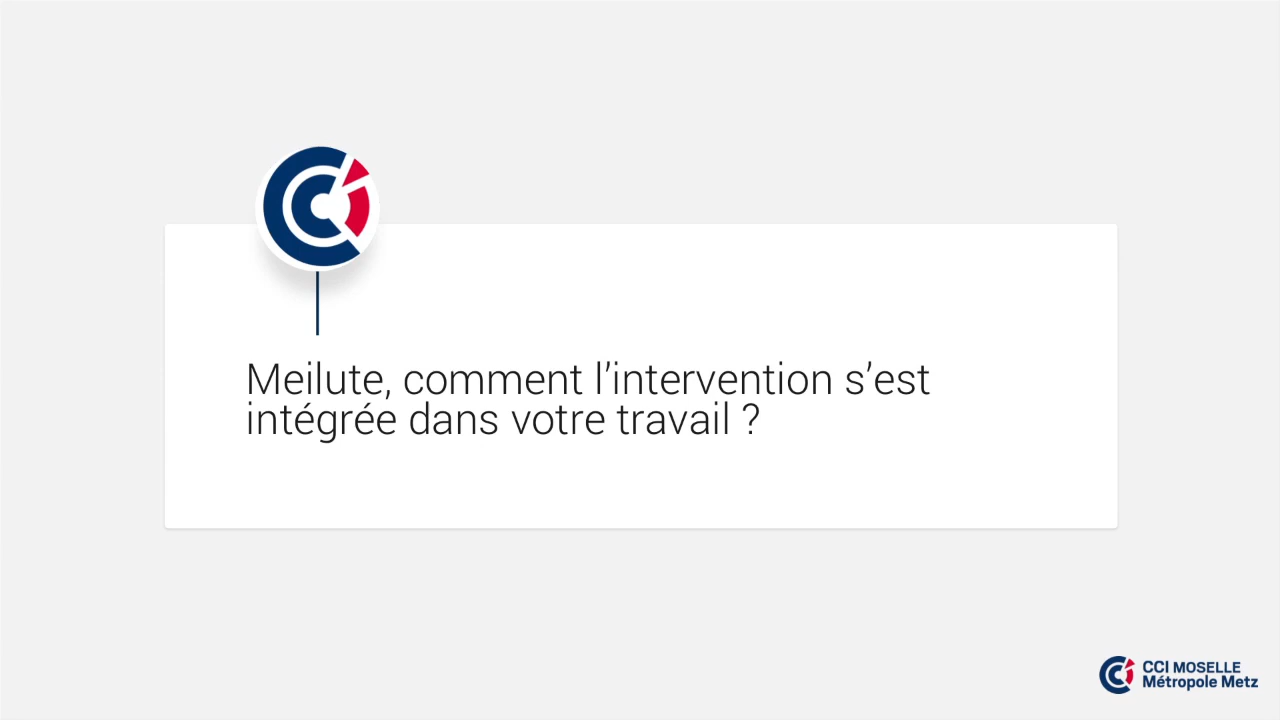 Meilute, comment l’intervention s’est
intégrée dans votre travail ?
CCI MOSELLE
Métropole Metz